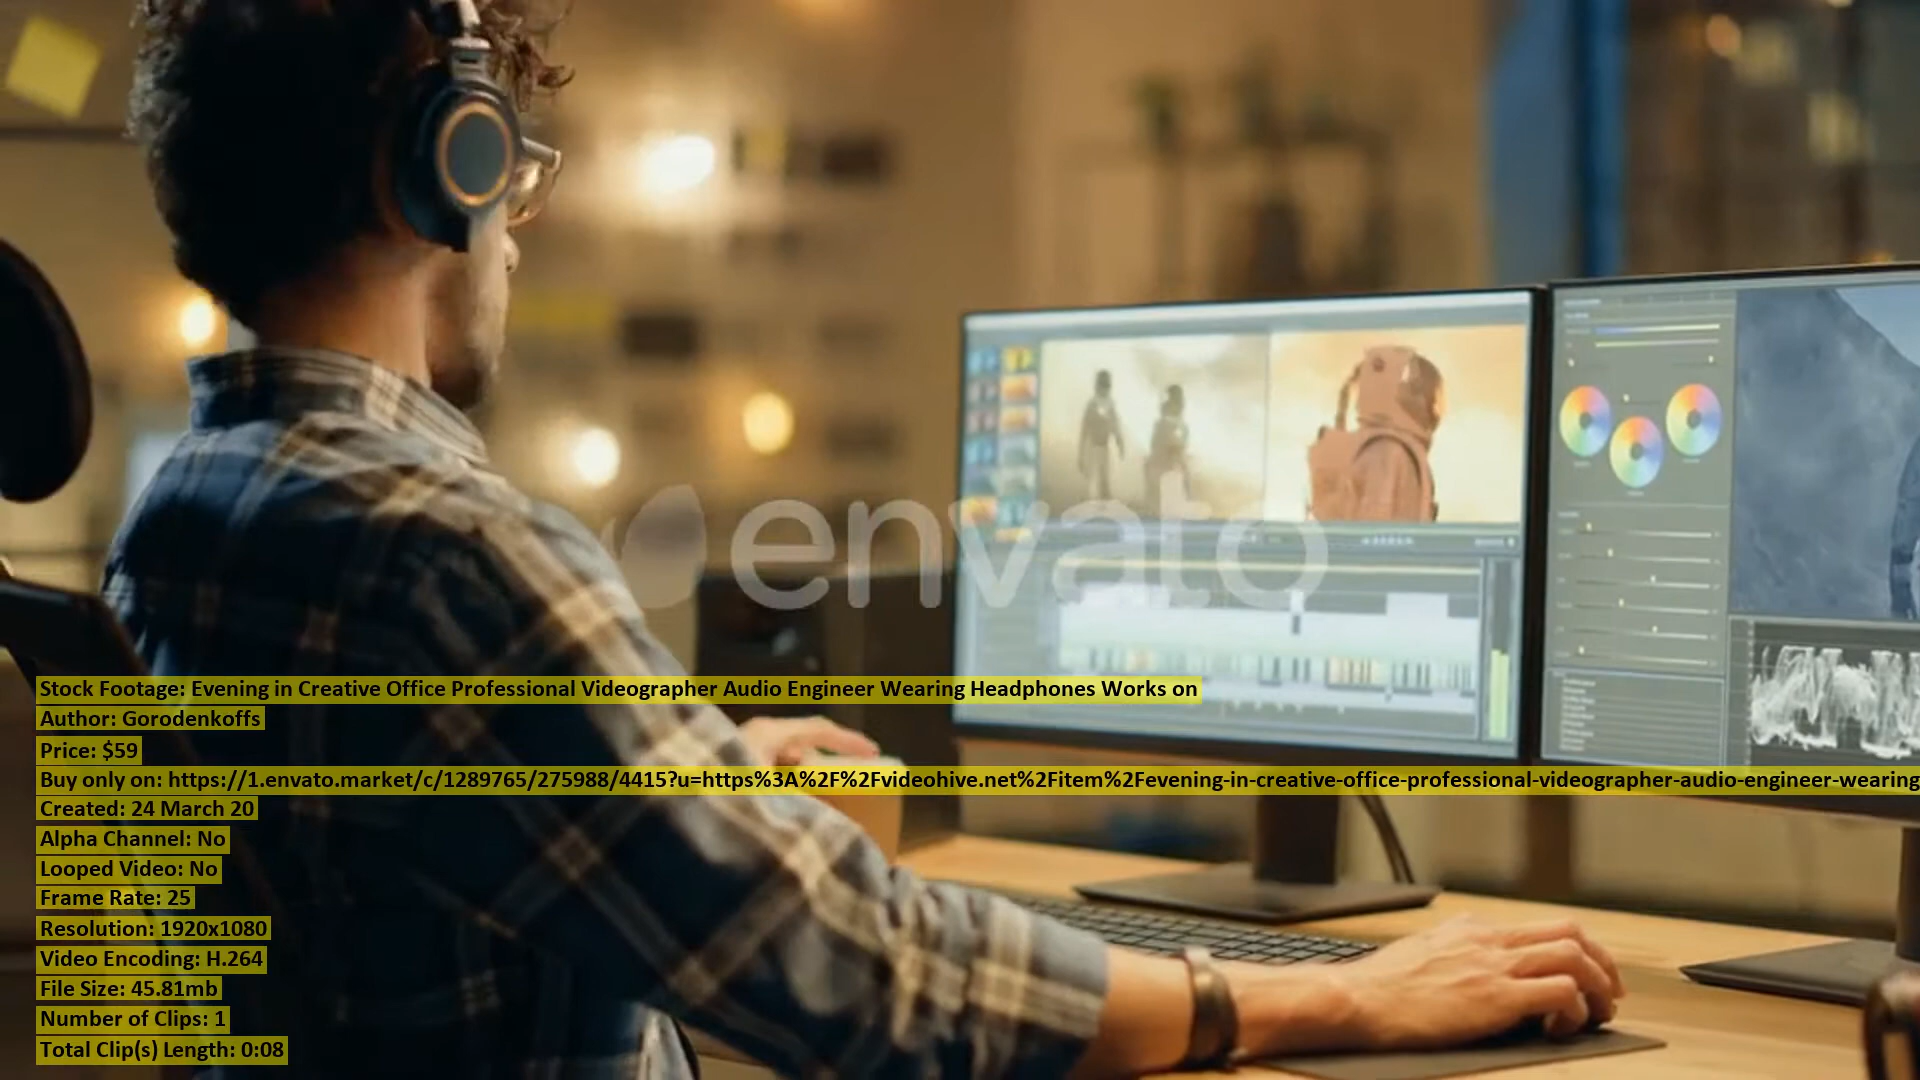 envato
Stock Footage: Evening in Creative Office Professional Videographer Audio Engineer Wearing Headphones Works on
Author: Gorodenkoffs
Price: $59
Buy only on: https://1.envato.market/c/1289765/275988/4415?u=https%3A%2F%2Fvideohive.net%2Fitem%2Fevening-in-creative-office-professional-videographer-audio-engineer-wearing
Created: 24 March 20
Alpha Channel: No
Looped Video: No
Frame Rate: 25
Resolution: 1920x1080
Video Encoding: H.264
File Size: 45.81mb
Number of Clips: 1
Total Clip(s) Length: 0:08